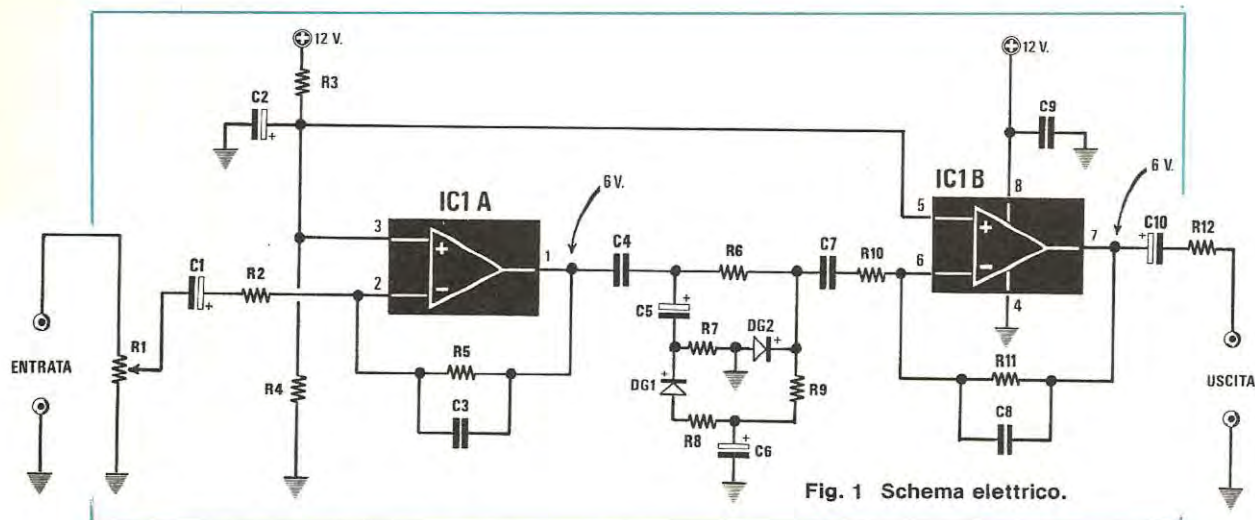 12 V.
R3
C2
+
12 V.
C9
IC1 A
6 V.
IC1 B
8
6 V.
5
7
C10
+
R12
3
+
1
C4
R6
C7
R10
+
6
C1
+
R2
2
-
-
4
ENTRATA
R1
R4
R5
C3
C5
+
R7
DG2
+
DG1
+
R9
R8
+
C6
R11
C8
USCITA
Fig. 1 Schema elettrico.